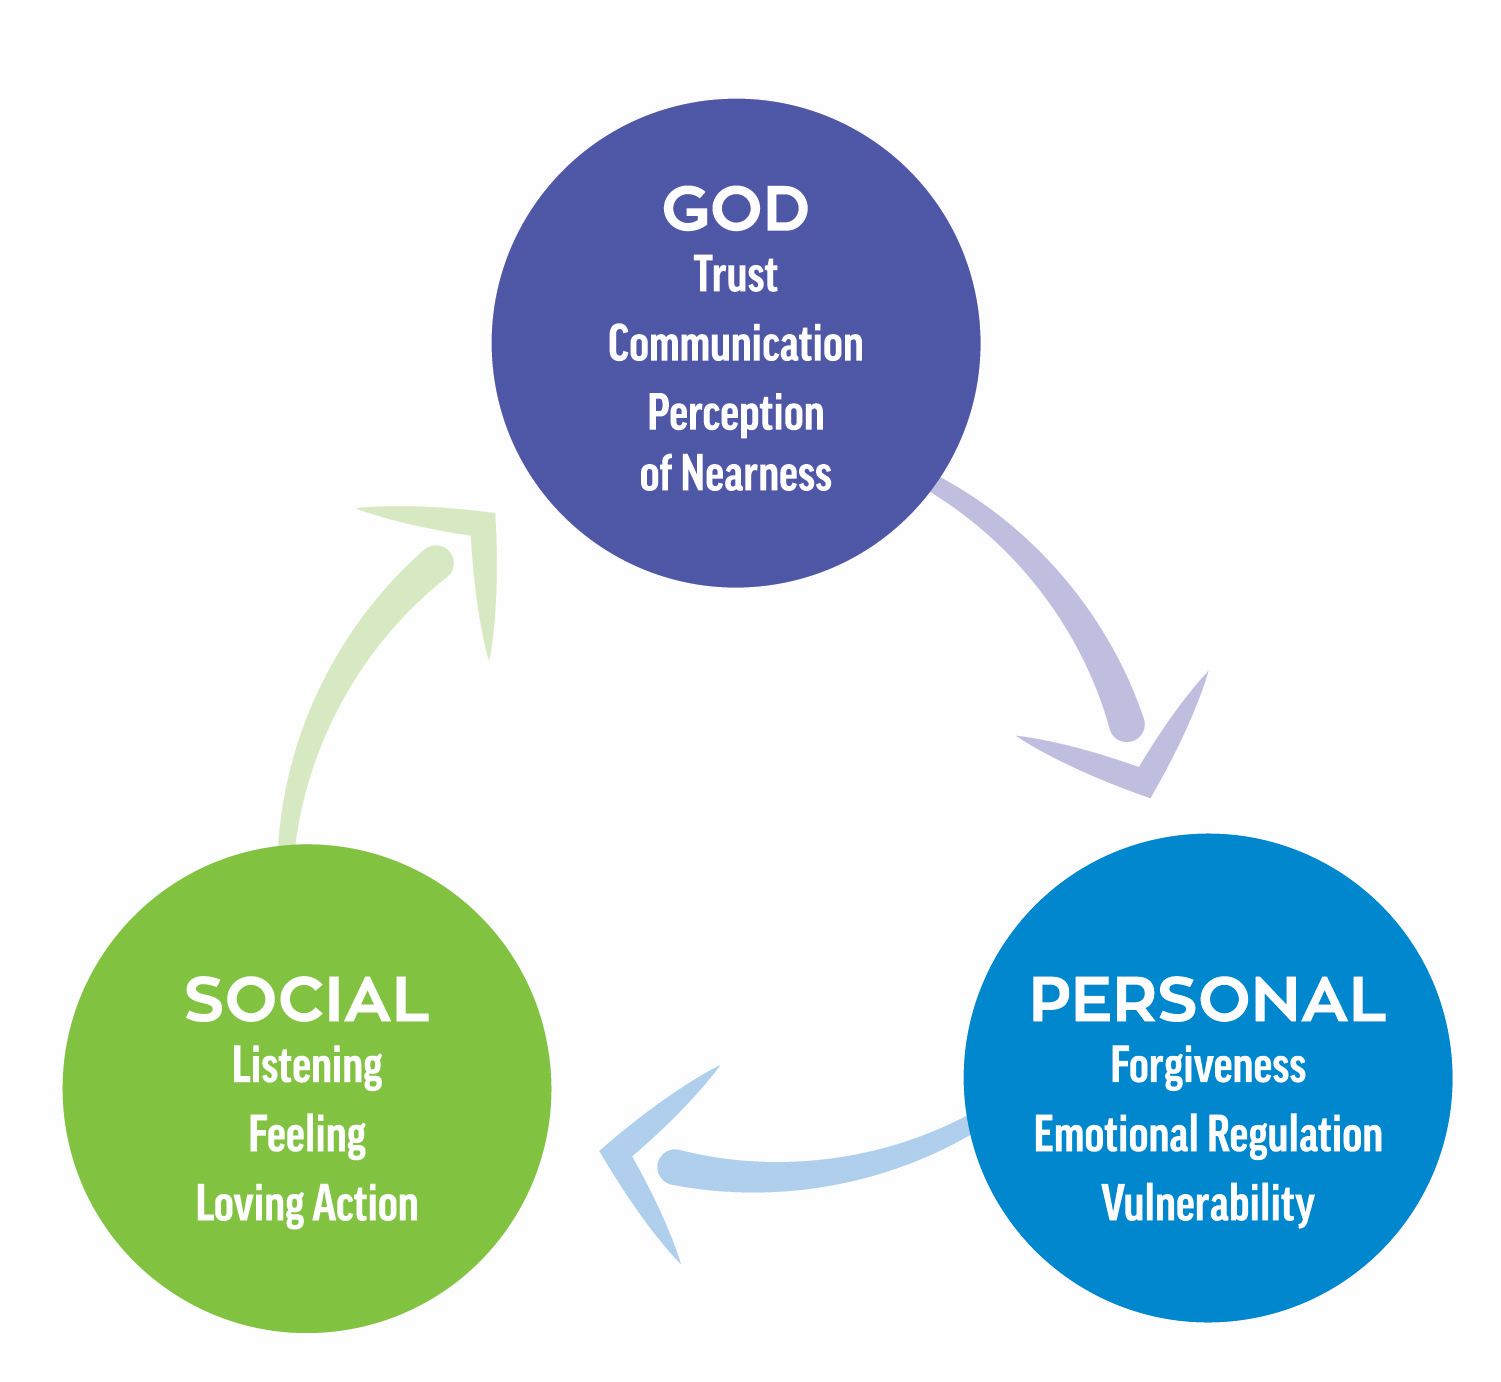 GOD
Trust
Communication
Perception
of Nearness
SOCIAL
Listening
Feeling
Loving Action
PERSONAL
Forgiveness
Emotional Regulation
Vulnerability